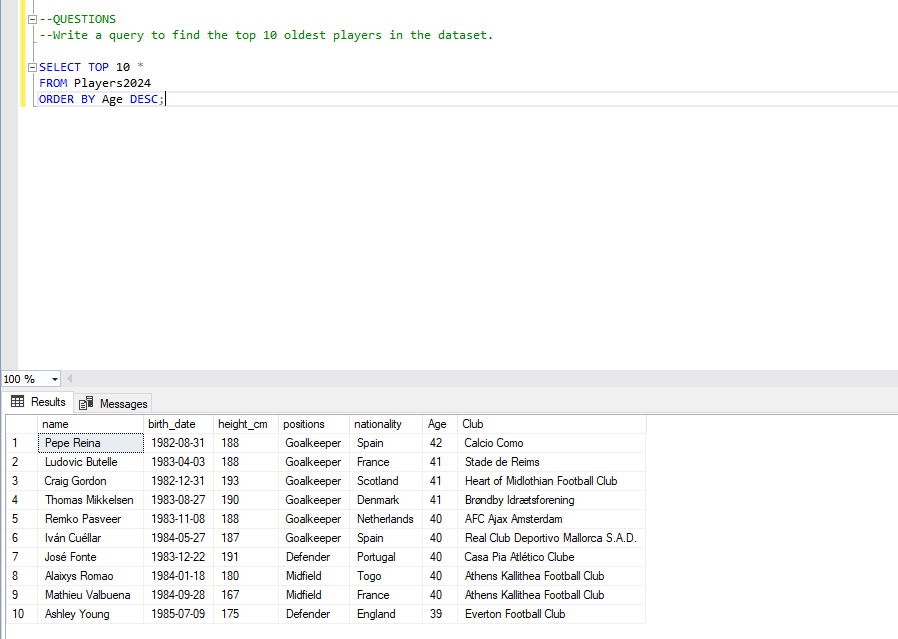 --QUESTIONS
--Write a query to find the top 10 oldest players in the dataset.
SELECT TOP 10 *
FROM Players2024
ORDER BY Age DESC;
100 %
Results Messages
name birth_date height_cm positions nationality Age Club
1 Pepe Reina 1982-08-31 188 Goalkeeper Spain 42 Calcio Como
2 Ludovic Butelle 1983-04-03 188 Goalkeeper France 41 Stade de Reims
3 Craig Gordon 1982-12-31 193 Goalkeeper Scotland 41 Heart of Midlothian Football Club
4 Thomas Mikkelsen 1983-08-27 190 Goalkeeper Denmark 41 Brøndby Idrætsforening
5 Remko Pasveer 1983-11-08 188 Goalkeeper Netherlands 40 AFC Ajax Amsterdam
6 Iván Cuéllar 1984-05-27 187 Goalkeeper Spain 40 Real Club Deportivo Mallorca S.A.D.
7 José Fonte 1983-12-22 191 Defender Portugal 40 Casa Pia Atlético Clube
8 Alaixys Romao 1984-01-18 180 Midfield Togo 40 Athens Kallithea Football Club
9 Mathieu Valbuena 1984-09-28 167 Midfield France 40 Athens Kallithea Football Club
10 Ashley Young 1985-07-09 175 Defender England 39 Everton Football Club